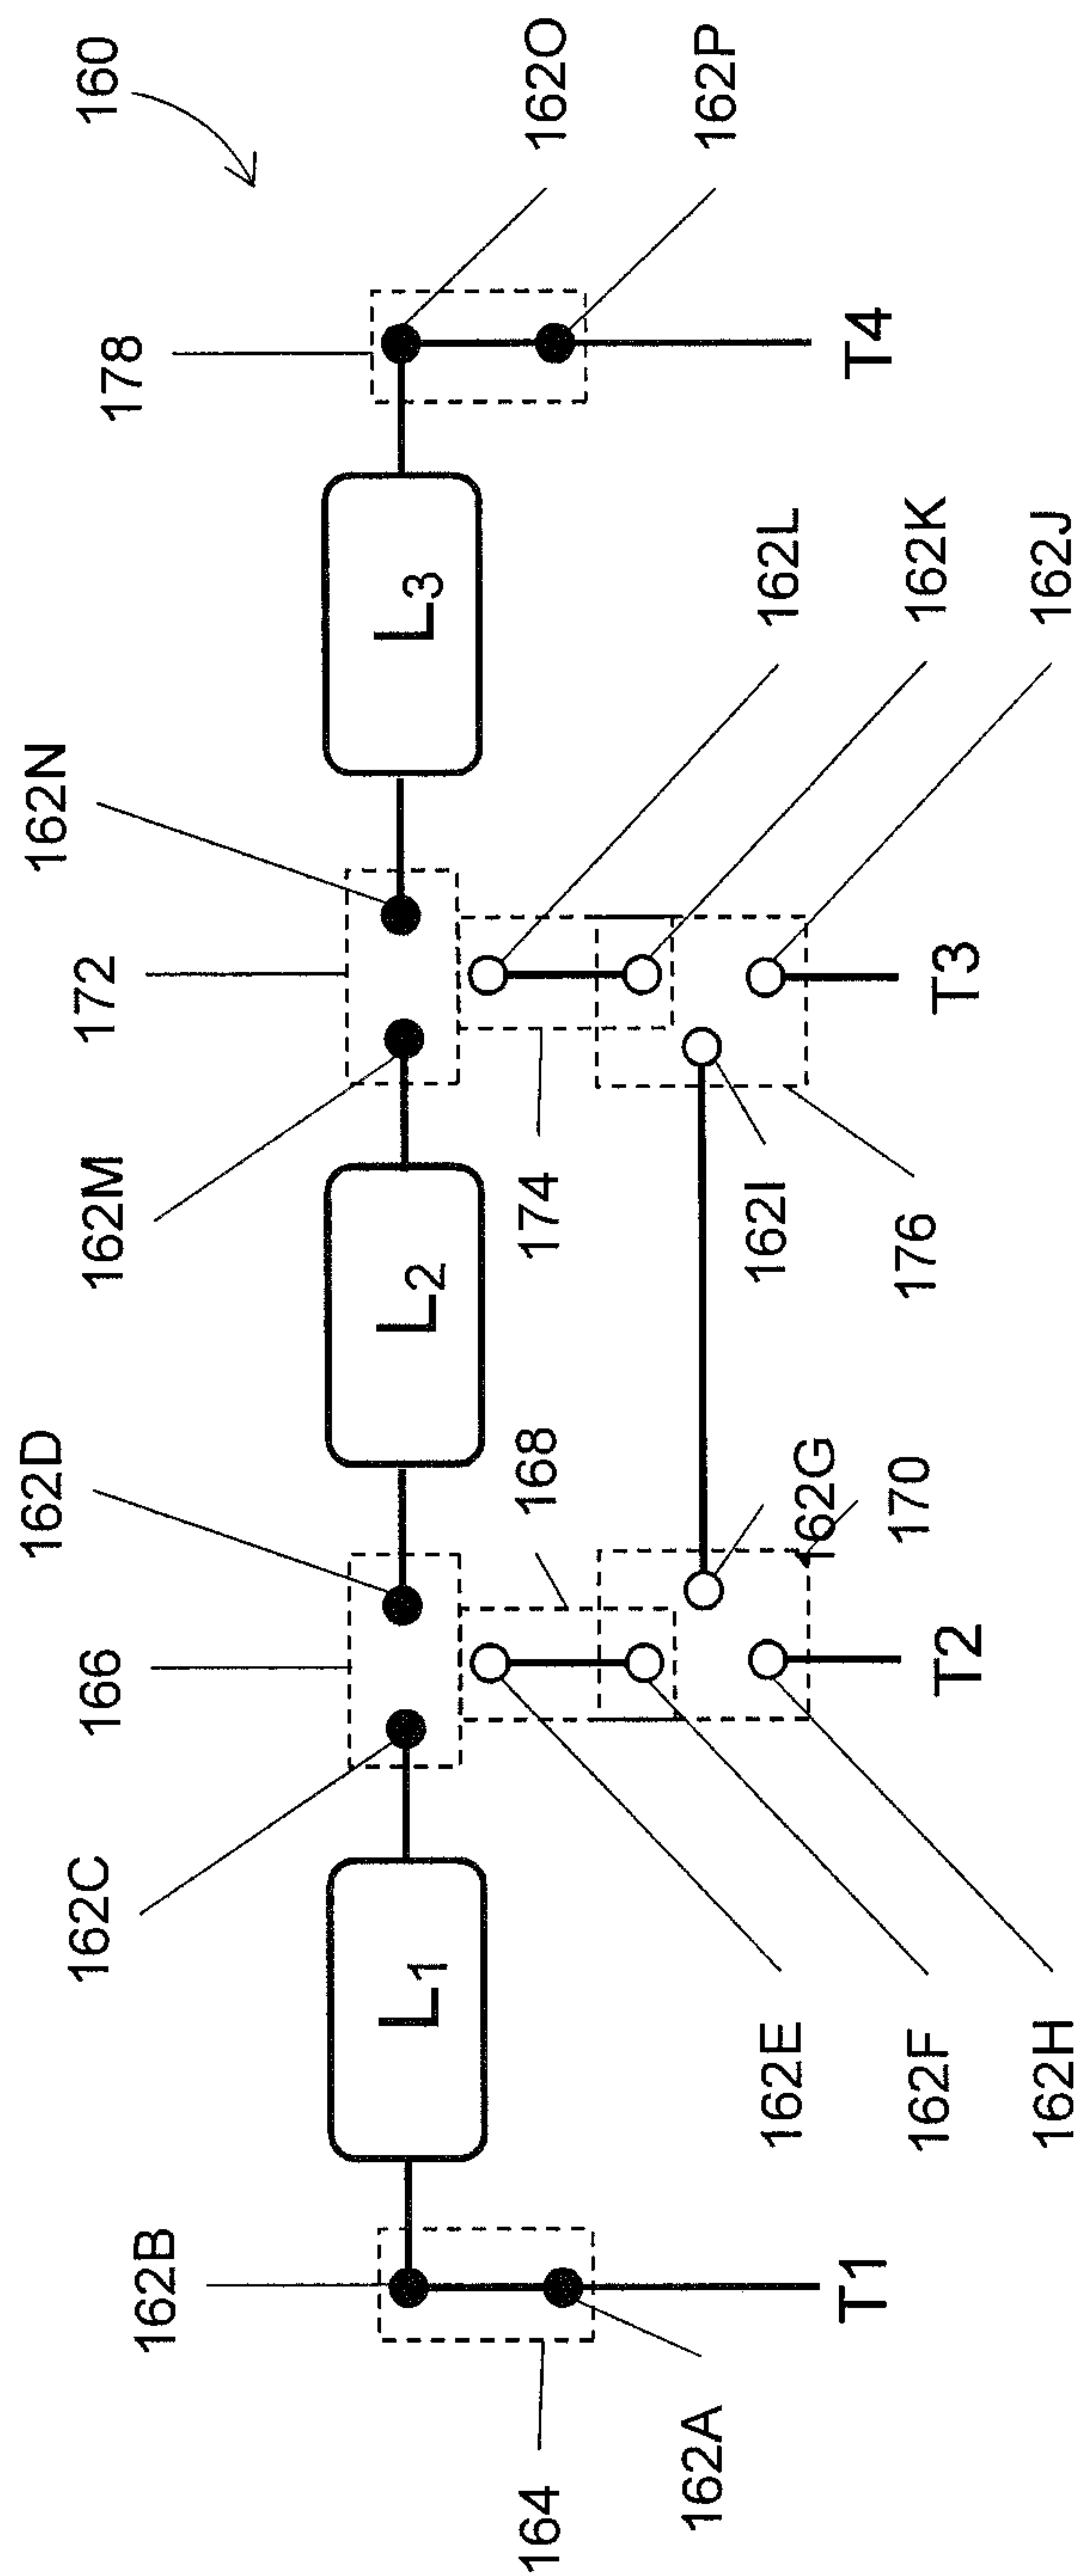 160
162N
162D
172
166
162M
162C
178
162O
162B
162P
L1
L2
L3
164
168
174
162A
162G
162I
162L
162E
170
176
162K
162F
162J
162H
T1
T2
T3
T4